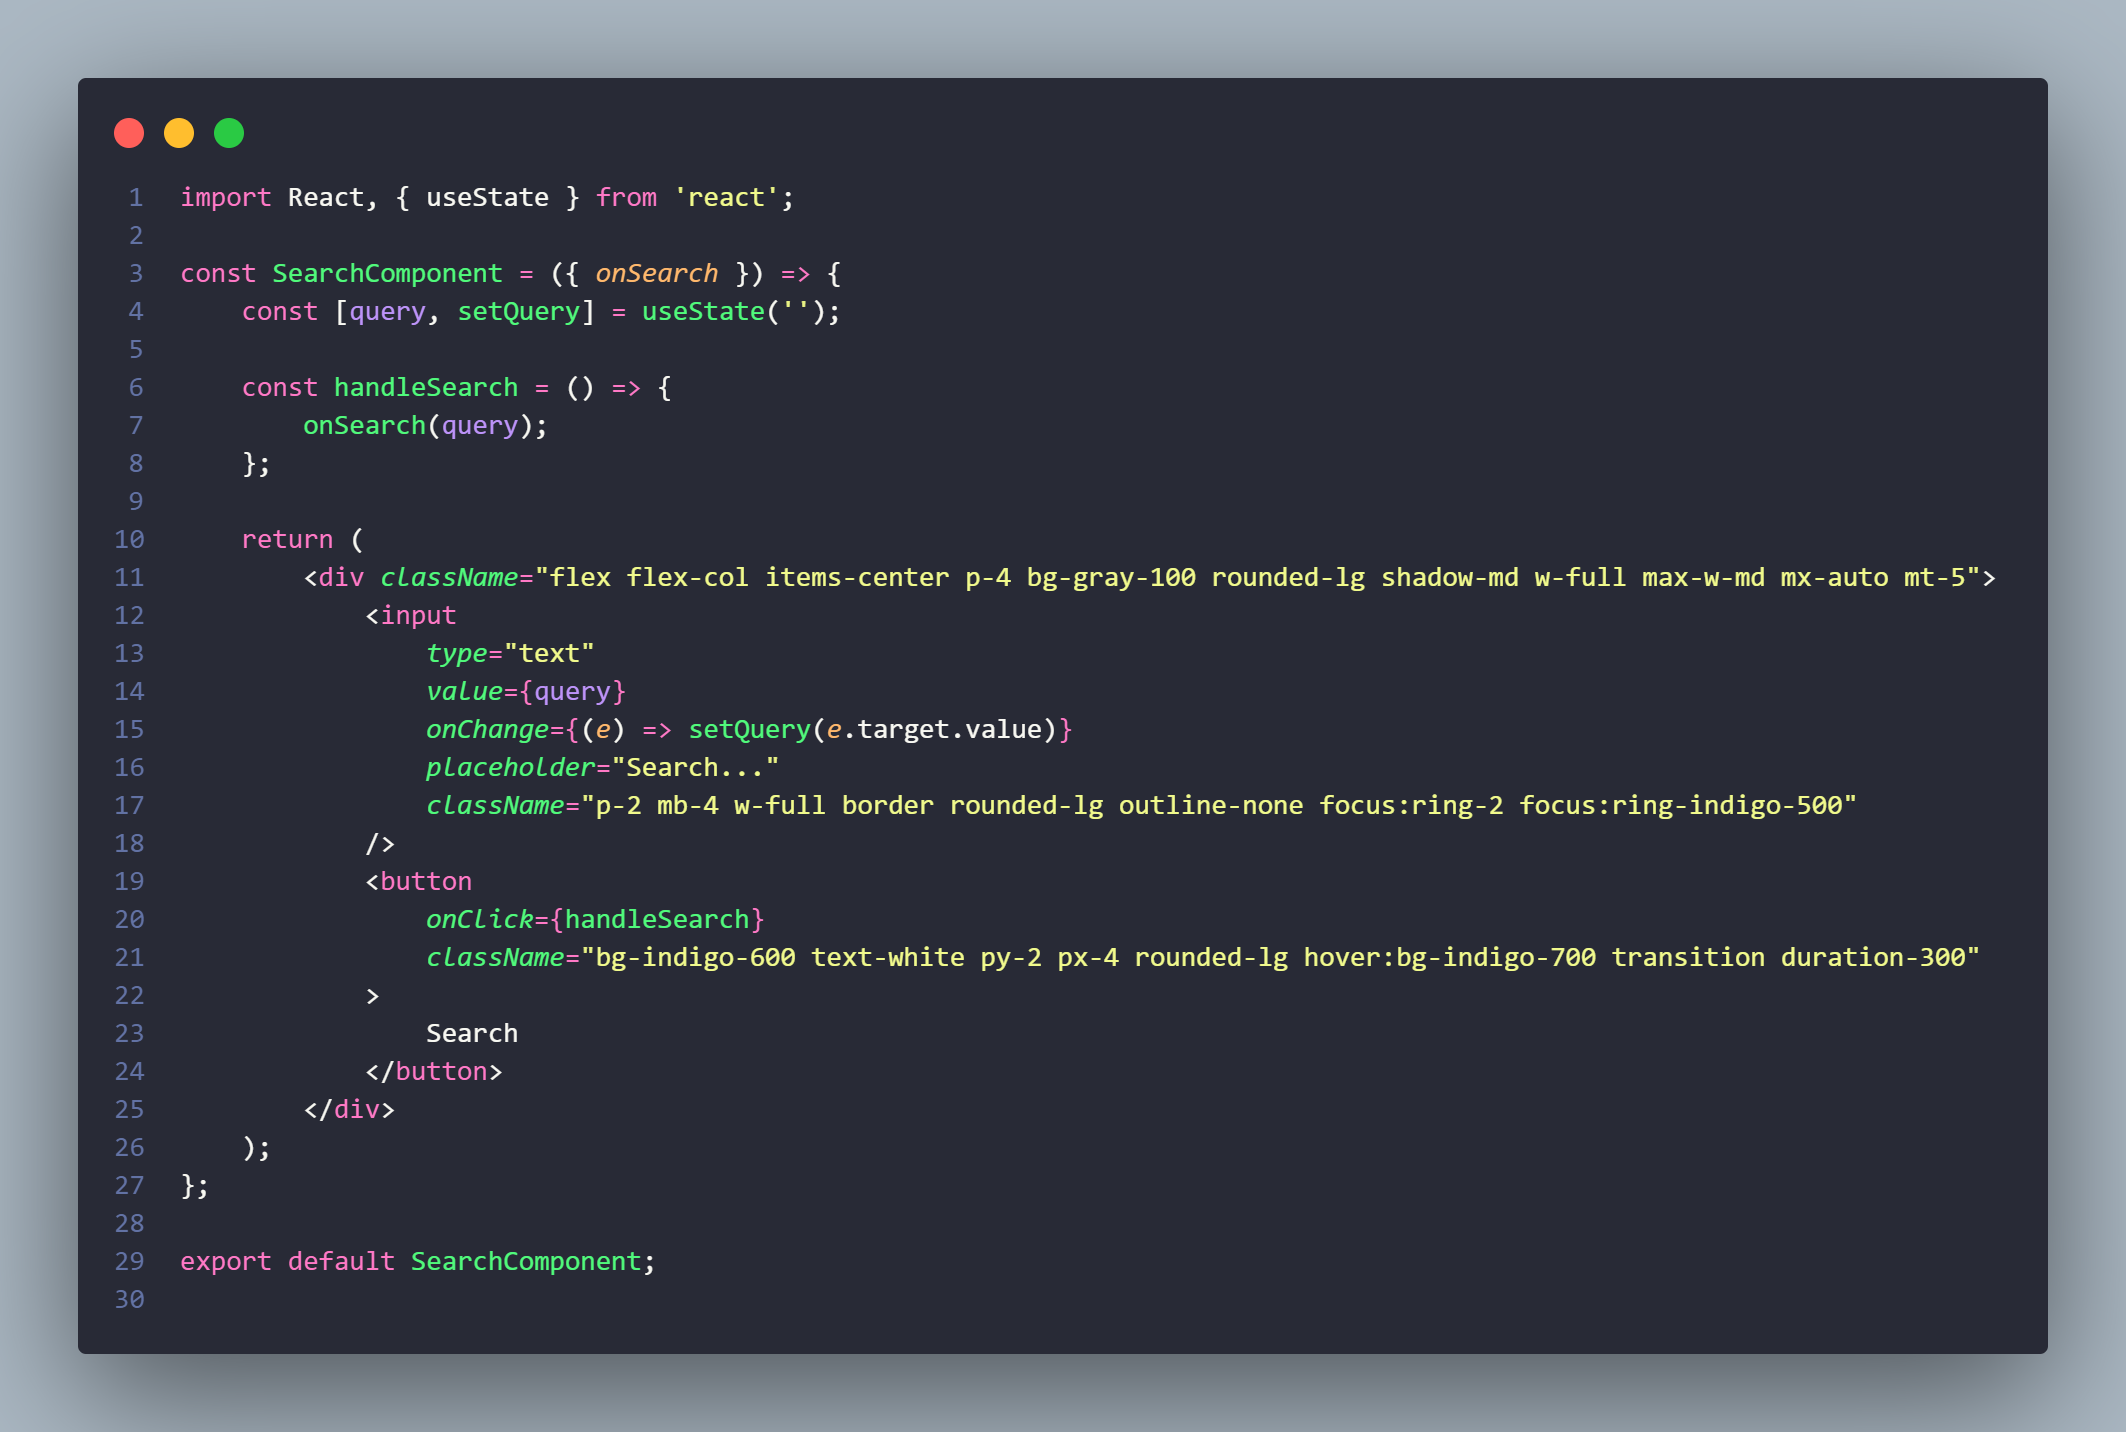 1 import React, { useState } from 'react';
2
3 const SearchComponent = ({ onSearch }) => {
4     const [query, setQuery] = useState('');
5
6     const handleSearch = () => {
7         onSearch(query);
8     };
9
10     return (
11         <div className="flex flex-col items-center p-4 bg-gray-100 rounded-lg shadow-md w-full max-w-md mx-auto mt-5">
12             <input
13                 type="text"
14                 value={query}
15                 onChange={(e) => setQuery(e.target.value)}
16                 placeholder="Search..."
17                 className="p-2 mb-4 w-full border rounded-lg outline-none focus:ring-2 focus:ring-indigo-500"
18             />
19             <button
20                 onClick={handleSearch}
21                 className="bg-indigo-600 text-white py-2 px-4 rounded-lg hover:bg-indigo-700 transition duration-300"
22             >
23                 Search
24             </button>
25         </div>
26     );
27 };
28
29 export default SearchComponent;
30